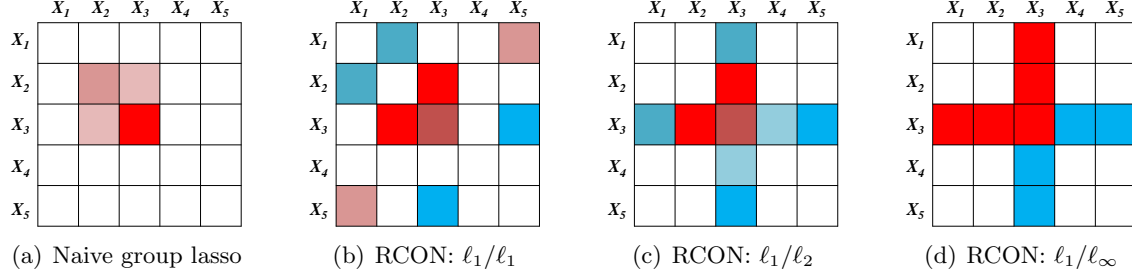 X1 X2 X3 X4 X5
X1
X2
X3
X4
X5
(a) Naive group lasso
X1 X2 X3 X4 X5
X1
X2
X3
X4
X5
(b) RCON: ℓ1/ℓ1
X1 X2 X3 X4 X5
X1
X2
X3
X4
X5
(c) RCON: ℓ1/ℓ2
X1 X2 X3 X4 X5
X1
X2
X3
X4
X5
(d) RCON: ℓ1/ℓ∞